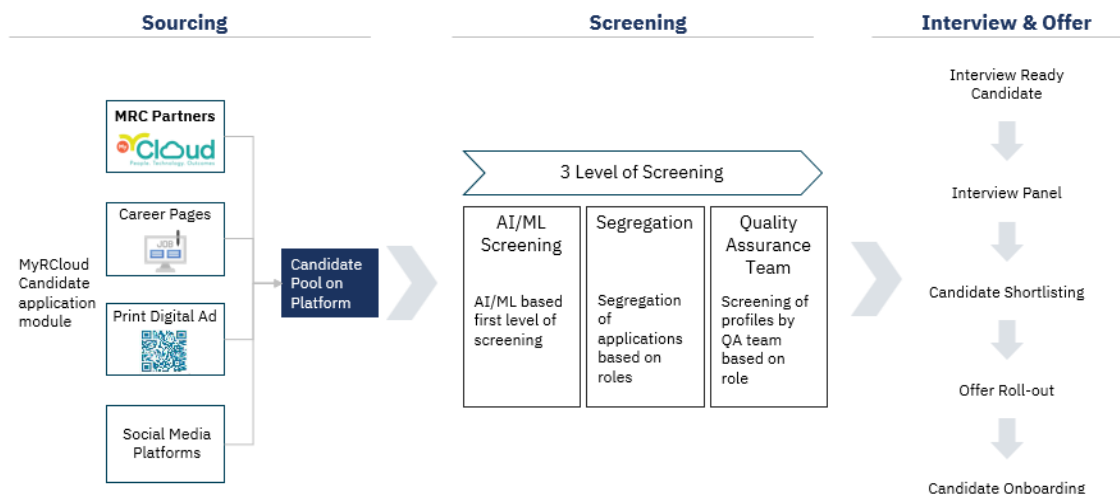 Sourcing
Screening
Interview & Offer
MyRCloud
Candidate
application
module
MRC Partners
My
rCloud
People. Technology. Outcomes
Career Pages
JOB
Print Digital Ad
Social Media
Platforms
Candidate
Pool on
Platform
3 Level of Screening
AI/ML
Screening
AI/ML based
first level of
screening
Segregation
Segregation
of
applications
based on
roles
Quality
Assurance
Team
Screening of
profiles by
QA team
based on
role
Interview Ready
Candidate
Interview Panel
Candidate Shortlisting
Offer Roll-out
Candidate Onboarding